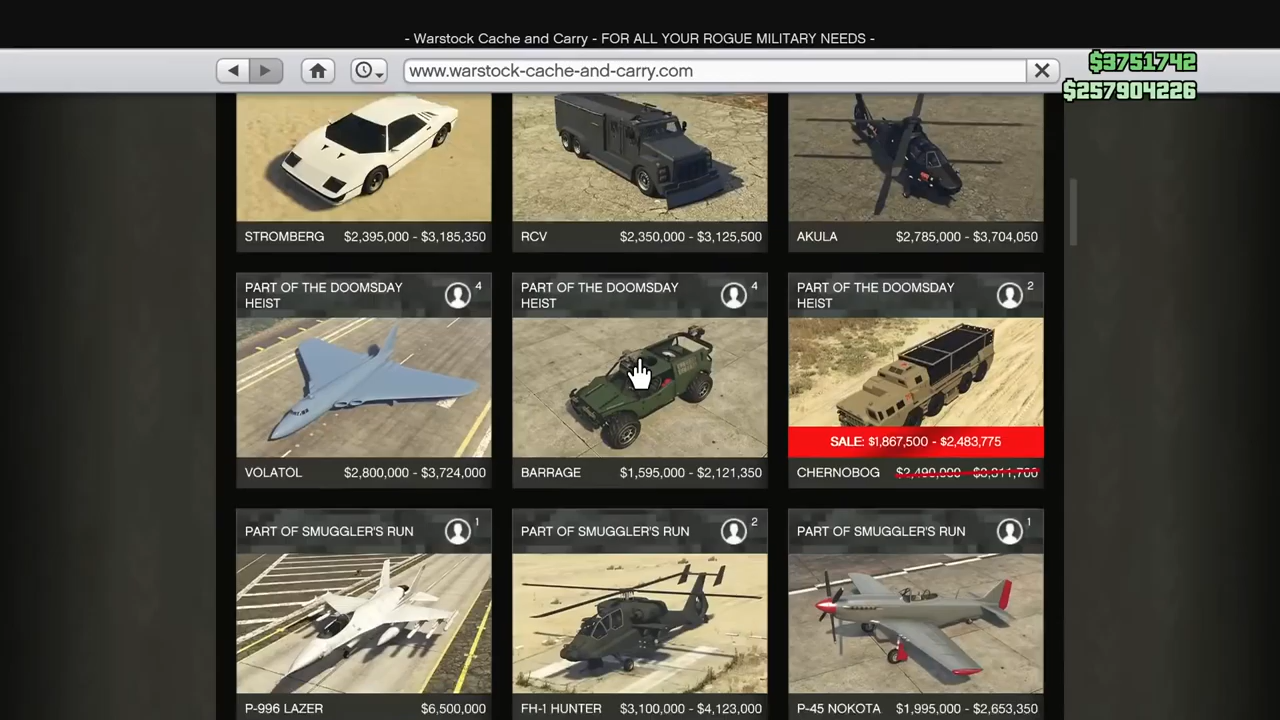 - Warstock Cache and Carry - FOR ALL YOUR ROGUE MILITARY NEEDS -
www.warstock-cache-and-carry.com
$3751742
$257904226
STROMBERG $2,395,000 - $3,185,350
RCV $2,350,000 - $3,125,500
AKULA $2,785,000 - $3,704,050
PART OF THE DOOMSDAY
HEIST
4
PART OF THE DOOMSDAY
HEIST
4
PART OF THE DOOMSDAY
HEIST
2
SALE: $1,867,500 - $2,483,775
VOLATOL $2,800,000 - $3,724,000
BARRAGE $1,595,000 - $2,121,350
CHERNOBOG $2,490,000 - $3,311,700
PART OF SMUGGLER'S RUN 1
PART OF SMUGGLER'S RUN 2
PART OF SMUGGLER'S RUN 1
P-996 LAZER $6,500,000
FH-1 HUNTER $3,100,000 - $4,123,000
P-45 NOKOTA $1,995,000 - $2,653,350